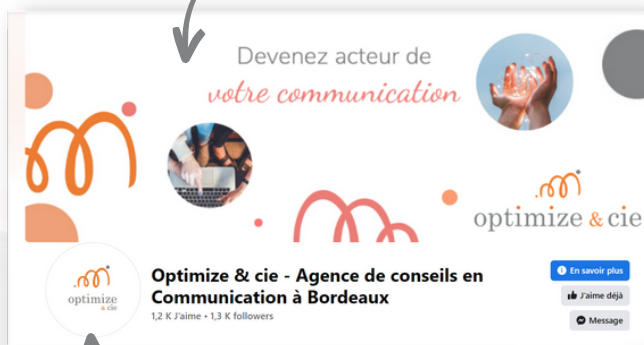 Devenez acteur de
votre communication
optimize & cie
optimize
& cie
Optimize & cie - Agence de conseils en
Communication à Bordeaux
1,2 K J'aime • 1,3 K followers
En savoir plus
J'aime déjà
Message